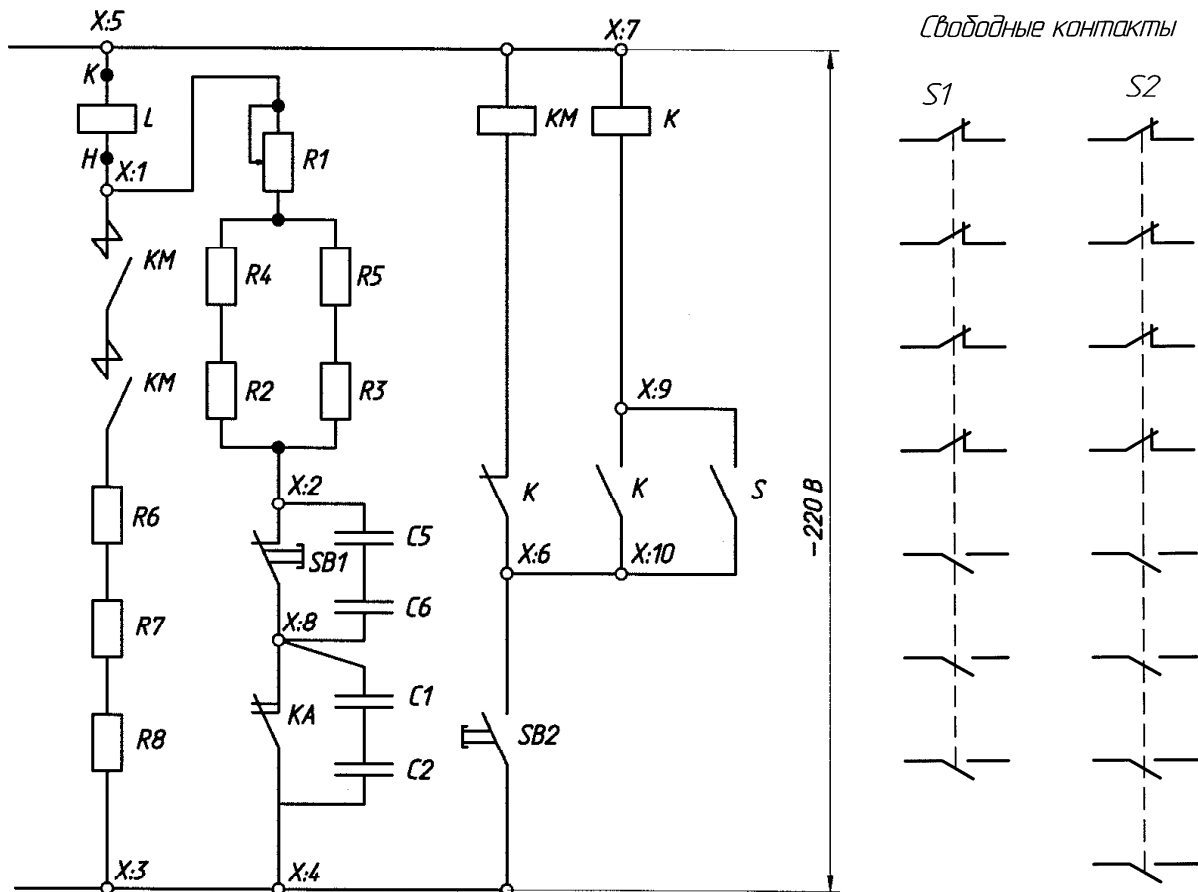 X:5
X:7
Свободные контакты
K
L
KM
K
S1
S2
H
X:1
R1
KM
R4
R5
KM
R2
R3
X:9
X:2
K
K
S
-220 В
R6
C5
SB1
X:6
X:10
C6
R7
X:8
C1
KA
SB2
R8
C2
X:3
X:4